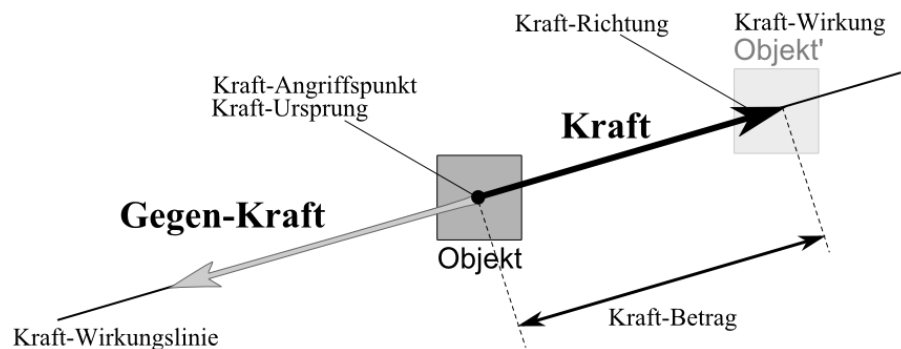 Kraft-Richtung
Kraft-Wirkung
Objekt'
Kraft-Angriffspunkt
Kraft-Ursprung
Kraft
Gegen-Kraft
Objekt
Kraft-Betrag
Kraft-Wirkungslinie